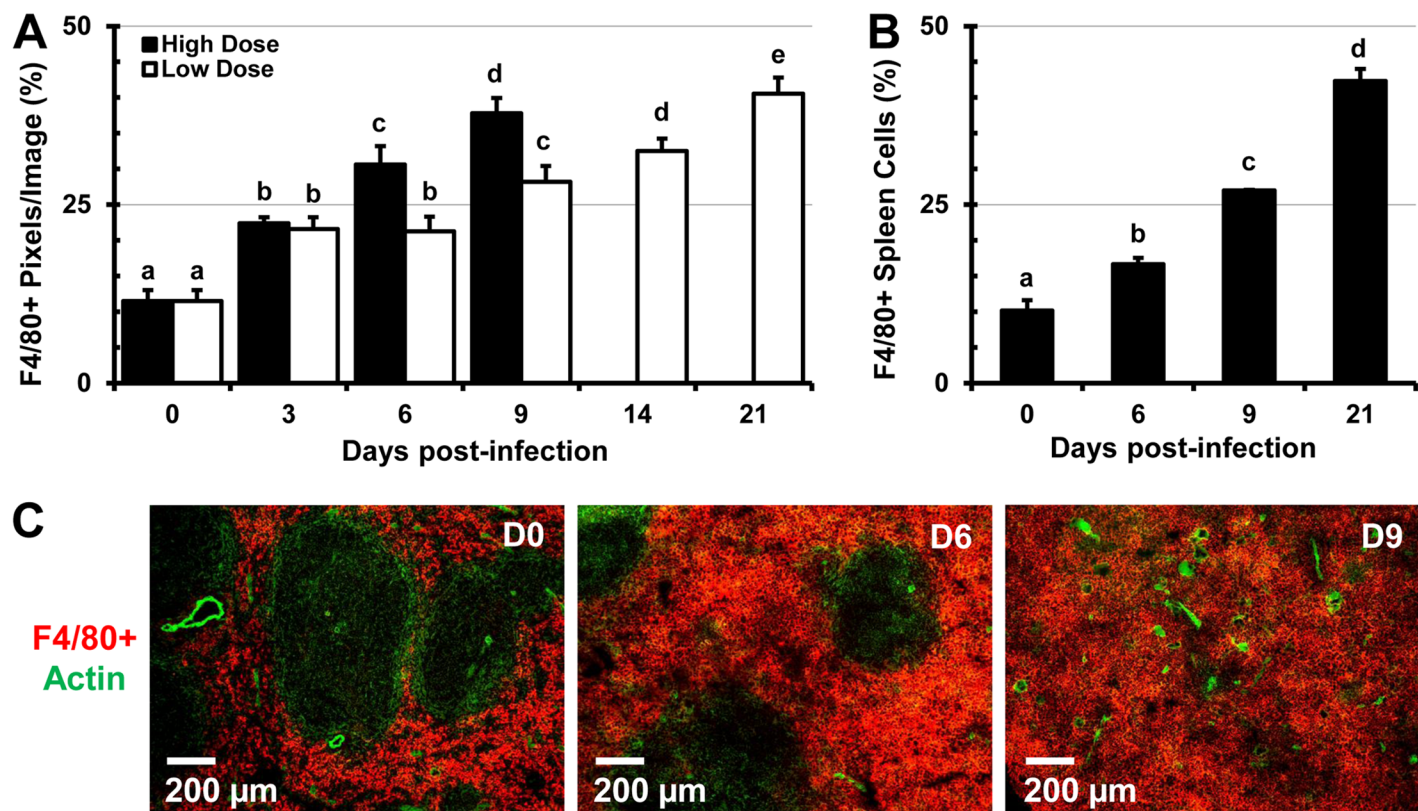 A
High Dose
Low Dose
F4/80+ Pixels/Image (%)
50
25
0
a a b b c b d c d e
0 3 6 9 14 21
Days post-infection
B
F4/80+ Spleen Cells (%)
50
25
0
a b c d
0 6 9 21
Days post-infection
C
F4/80+
Actin
D0
200 µm
D6
200 µm
D9
200 µm